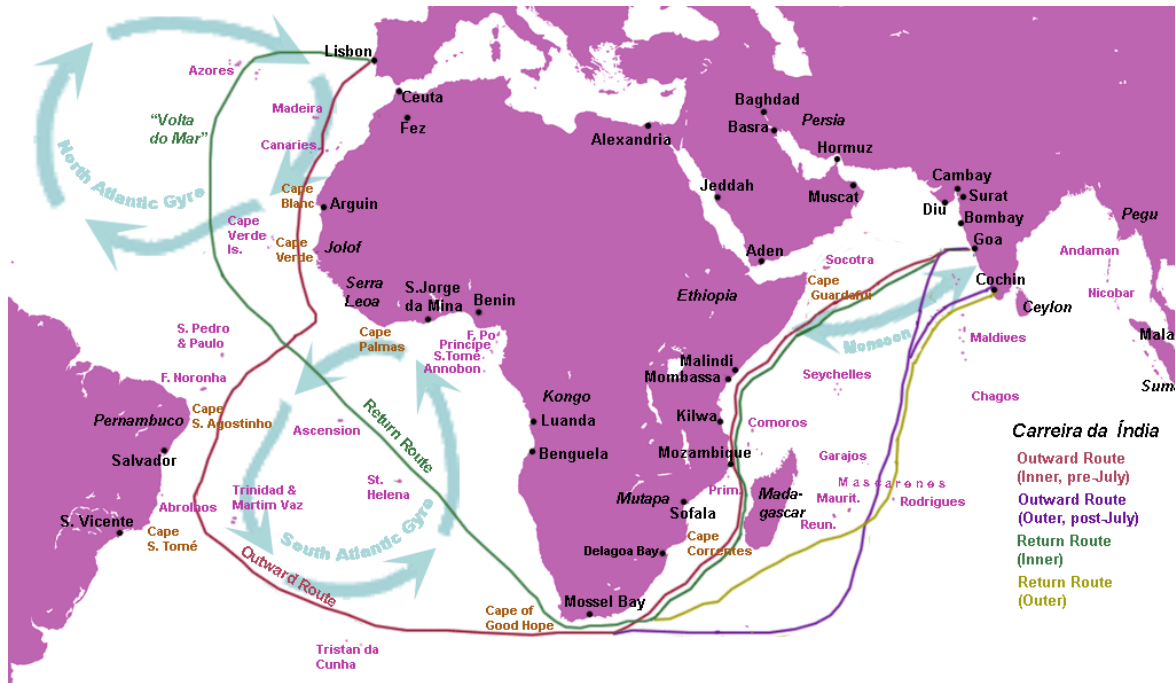 Lisbon
Azores
Ceuta
Madeira
Fez
"Volta
do Mar"
Canaries
North Atlantic Gyre
Cape
Blanc
Arguin
Cape
Verde
Is.
Cape
Verde
Jolof
Serra
Leoa
S.Jorge
da Mina
Benin
Cape
Palmas
F. Po
Principe
S.Tomé
Annobon
S. Pedro
& Paulo
F. Noronha
Pernambuco
Cape
S. Agostinho
Salvador
Ascension
Return Route
St.
Helena
Abrolhos
Trinidad &
Martim Vaz
S. Vicente
Cape
S. Tomé
South Atlantic Gyre
Outward Route
Tristan da
Cunha
Cape of
Good Hope
Mossel Bay
Kongo
Luanda
Benguela
Alexandria
Baghdad
Basra
Persia
Hormuz
Jeddah
Muscat
Aden
Socotra
Cape
Guardafui
Ethiopia
Cambay
Surat
Diu
Bombay
Goa
Cochin
Ceylon
Pegu
Andaman
Nicobar
Mala
Suma
Monsoon
Maldives
Chagos
Malindi
Mombassa
Seychelles
Kilwa
Comoros
Mozambique
Prim.
Mada-
gascar
Garajos
Mascarenes
Maurit.
Rodrigues
Reun.
Mutapa
Sofala
Delagoa Bay
Cape
Correntes
Carreira da Índia
Outward Route
(Inner, pre-July)
Outward Route
(Outer, post-July)
Return Route
(Inner)
Return Route
(Outer)